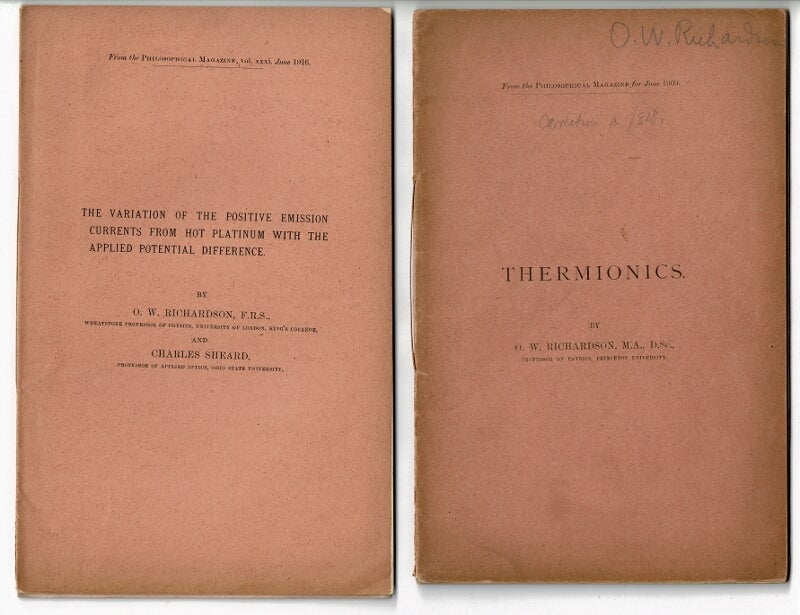 From the PHILOSOPHICAL MAGAZINE, vol. xxxi. June 1916.
THE VARIATION OF THE POSITIVE EMISSION
CURRENTS FROM HOT PLATINUM WITH THE
APPLIED POTENTIAL DIFFERENCE.
BY
O. W. RICHARDSON, F.R.S.,
WHEATSTONE PROFESSOR OF PHYSICS, UNIVERSITY OF LONDON, KING'S COLLEGE,
AND
CHARLES SHEARD,
PROFESSOR OF APPLIED OPTICS, OHIO STATE UNIVERSITY.
O. W. Richardson
From the PHILOSOPHICAL MAGAZINE for June 1909.
THERMIONICS.
BY
O. W. RICHARDSON, M.A., D.Sc.,
PROFESSOR OF PHYSICS, PRINCETON UNIVERSITY.